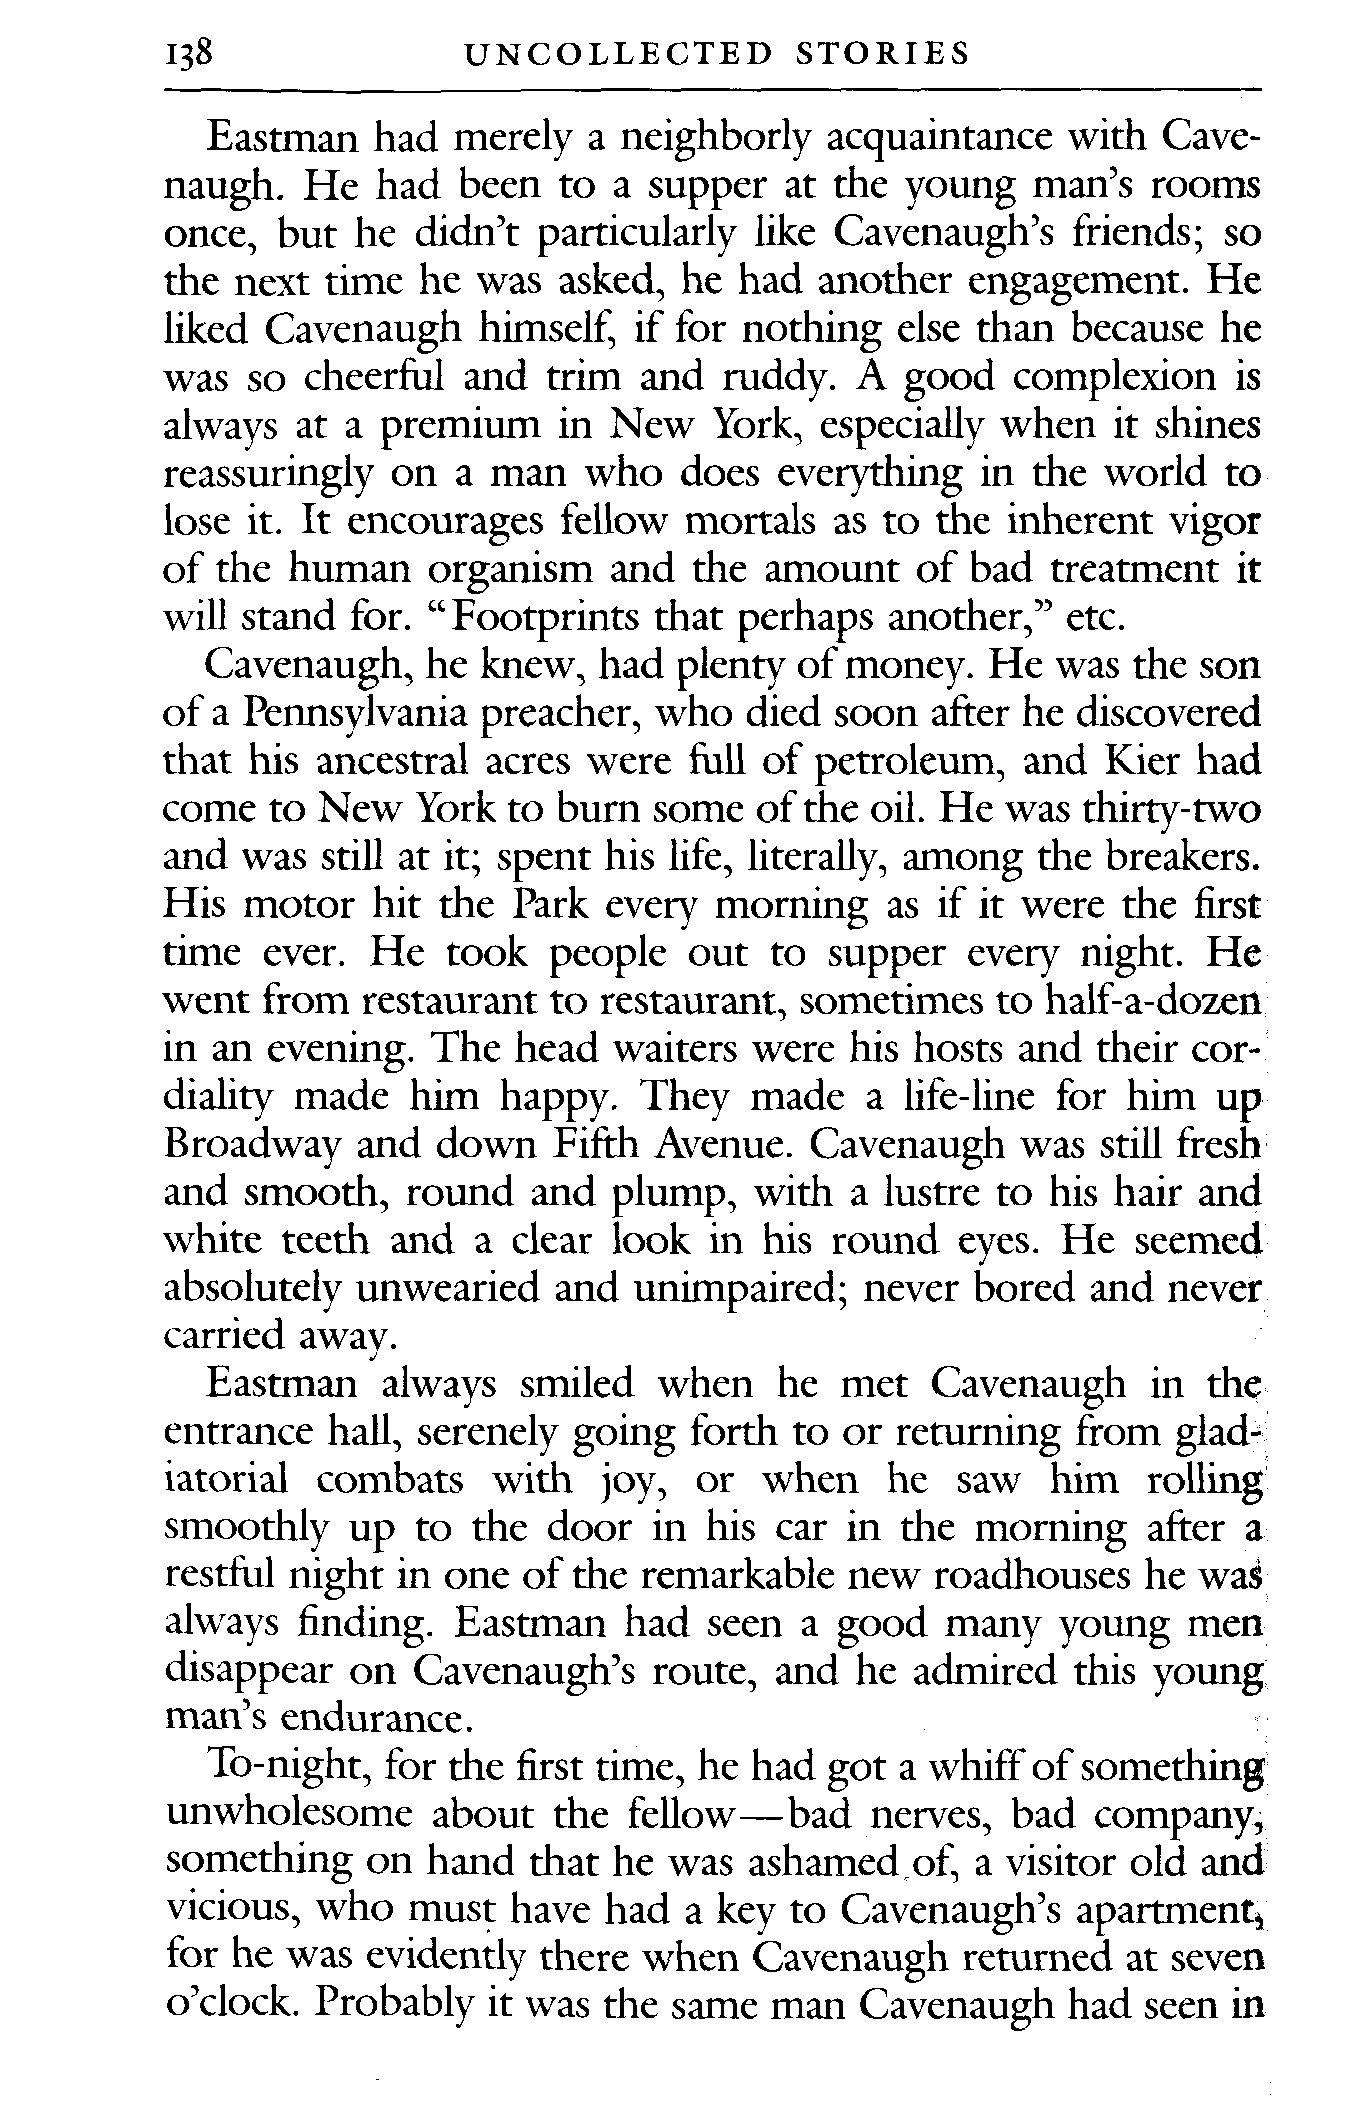 138 UNCOLLECTED STORIES
Eastman had merely a neighborly acquaintance with Cave-
naugh. He had been to a supper at the young man's rooms
once, but he didn't particularly like Cavenaugh's friends; so
the next time he was asked, he had another engagement. He
liked Cavenaugh himself, if for nothing else than because he
was so cheerful and trim and ruddy. A good complexion is
always at a premium in New York, especially when it shines
reassuringly on a man who does everything in the world to
lose it. It encourages fellow mortals as to the inherent vigor
of the human organism and the amount of bad treatment it
will stand for. “Footprints that perhaps another,” etc.
Cavenaugh, he knew, had plenty of money. He was the son
of a Pennsylvania preacher, who died soon after he discovered
that his ancestral acres were full of petroleum, and Kier had
come to New York to burn some of the oil. He was thirty-two
and was still at it; spent his life, literally, among the breakers.
His motor hit the Park every morning as if it were the first
time ever. He took people out to supper every night. He
went from restaurant to restaurant, sometimes to half-a-dozen
in an evening. The head waiters were his hosts and their cor-
diality made him happy. They made a life-line for him up
Broadway and down Fifth Avenue. Cavenaugh was still fresh
and smooth, round and plump, with a lustre to his hair and
white teeth and a clear look in his round eyes. He seemed
absolutely unwearied and unimpaired; never bored and never
carried away.
Eastman always smiled when he met Cavenaugh in the
entrance hall, serenely going forth to or returning from glad-
iatorial combats with joy, or when he saw him rolling
smoothly up to the door in his car in the morning after a
restful night in one of the remarkable new roadhouses he was
always finding. Eastman had seen a good many young men
disappear on Cavenaugh's route, and he admired this young
man's endurance.
To-night, for the first time, he had got a whiff of something
unwholesome about the fellow—bad nerves, bad company,
something on hand that he was ashamed of, a visitor old and
vicious, who must have had a key to Cavenaugh's apartment,
for he was evidently there when Cavenaugh returned at seven
o'clock. Probably it was the same man Cavenaugh had seen in